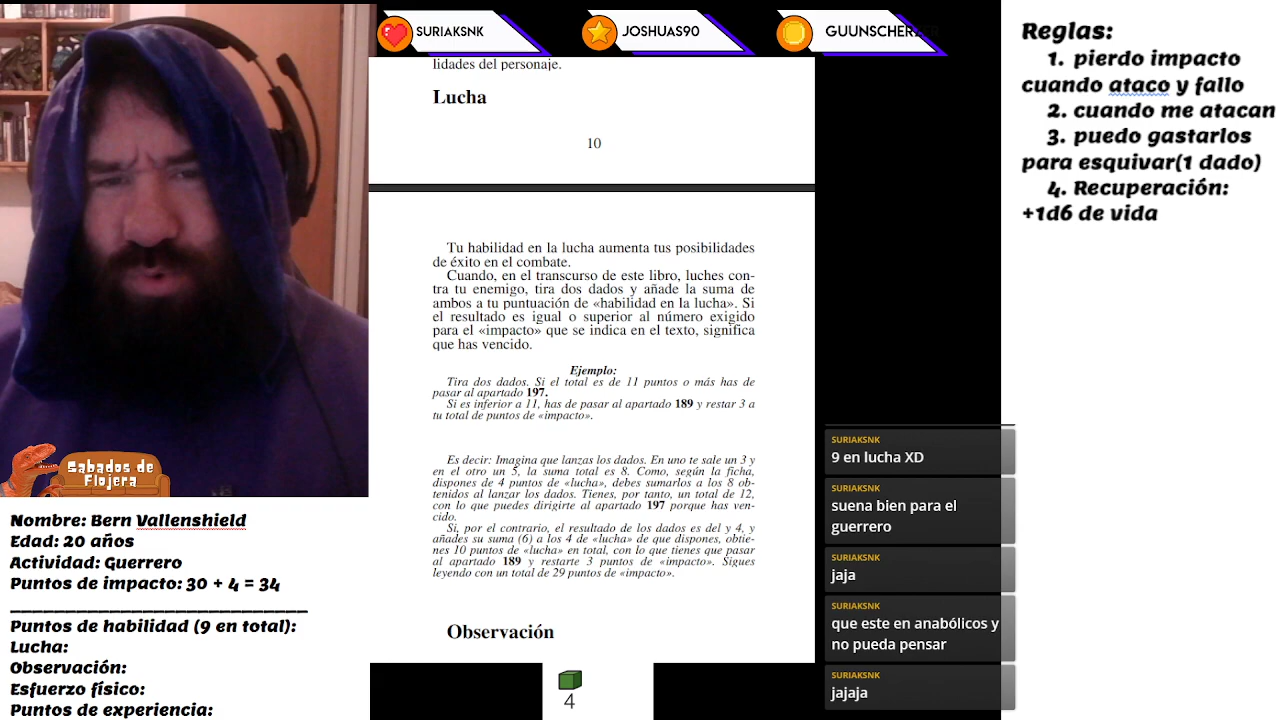 SURIAKSNK
JOSHUAS90
lidades del personaje.
Lucha
10
Tu habilidad en la lucha aumenta tus posibilidades
de éxito en el combate.
Cuando, en el transcurso de este libro, luches con-
tra tu enemigo, tira dos dados y añade la suma de
ambos a tu puntuación de «habilidad en la lucha». Si
el resultado es igual o superior al número exigido
para el «impacto» que se indica en el texto, significa
que has vencido.
Ejemplo:
Tira dos dados. Si el total es de 11 puntos o más has de
pasar al apartado 197.
Si es inferior a 11, has de pasar al apartado 189 y restar 3 a
tu total de puntos de «impacto».
Es decir: Imagina que lanzas los dados. En uno te sale un 3 y
en el otro un 5, la suma total es 8. Como, según la ficha,
dispones de 4 puntos de «lucha», debes sumarlos a los 8 ob-
tenidos al lanzar los dados. Tienes, por tanto, un total de 12,
con lo que puedes dirigirte al apartado 197 porque has ven-
cido.
Si, por el contrario, el resultado de los dados es del y 4, y
añades su suma (6) a los 4 de «lucha» de que dispones, obtie-
nes 10 puntos de «lucha» en total, con lo que tienes que pasar
al apartado 189 y restarte 3 puntos de «impacto». Sigues
leyendo con un total de 29 puntos de «impacto».
Observación
4
Reglas:
1. pierdo impacto
cuando ataco y fallo
2. cuando me atacan
3. puedo gastarlos
para esquivar(1 dado)
4. Recuperación:
+1d6 de vida
SURIAKSNK
9 en lucha XD
SURIAKSNK
suena bien para el
guerrero
SURIAKSNK
jaja
SURIAKSNK
que este en anabólicos y
no pueda pensar
SURIAKSNK
jajaja
Sabados de
Flojera
Nombre: Bern Vallenshield
Edad: 20 años
Actividad: Guerrero
Puntos de impacto: 30 + 4 = 34
Puntos de habilidad (9 en total):
Lucha:
Observación:
Esfuerzo físico:
Puntos de experiencia: